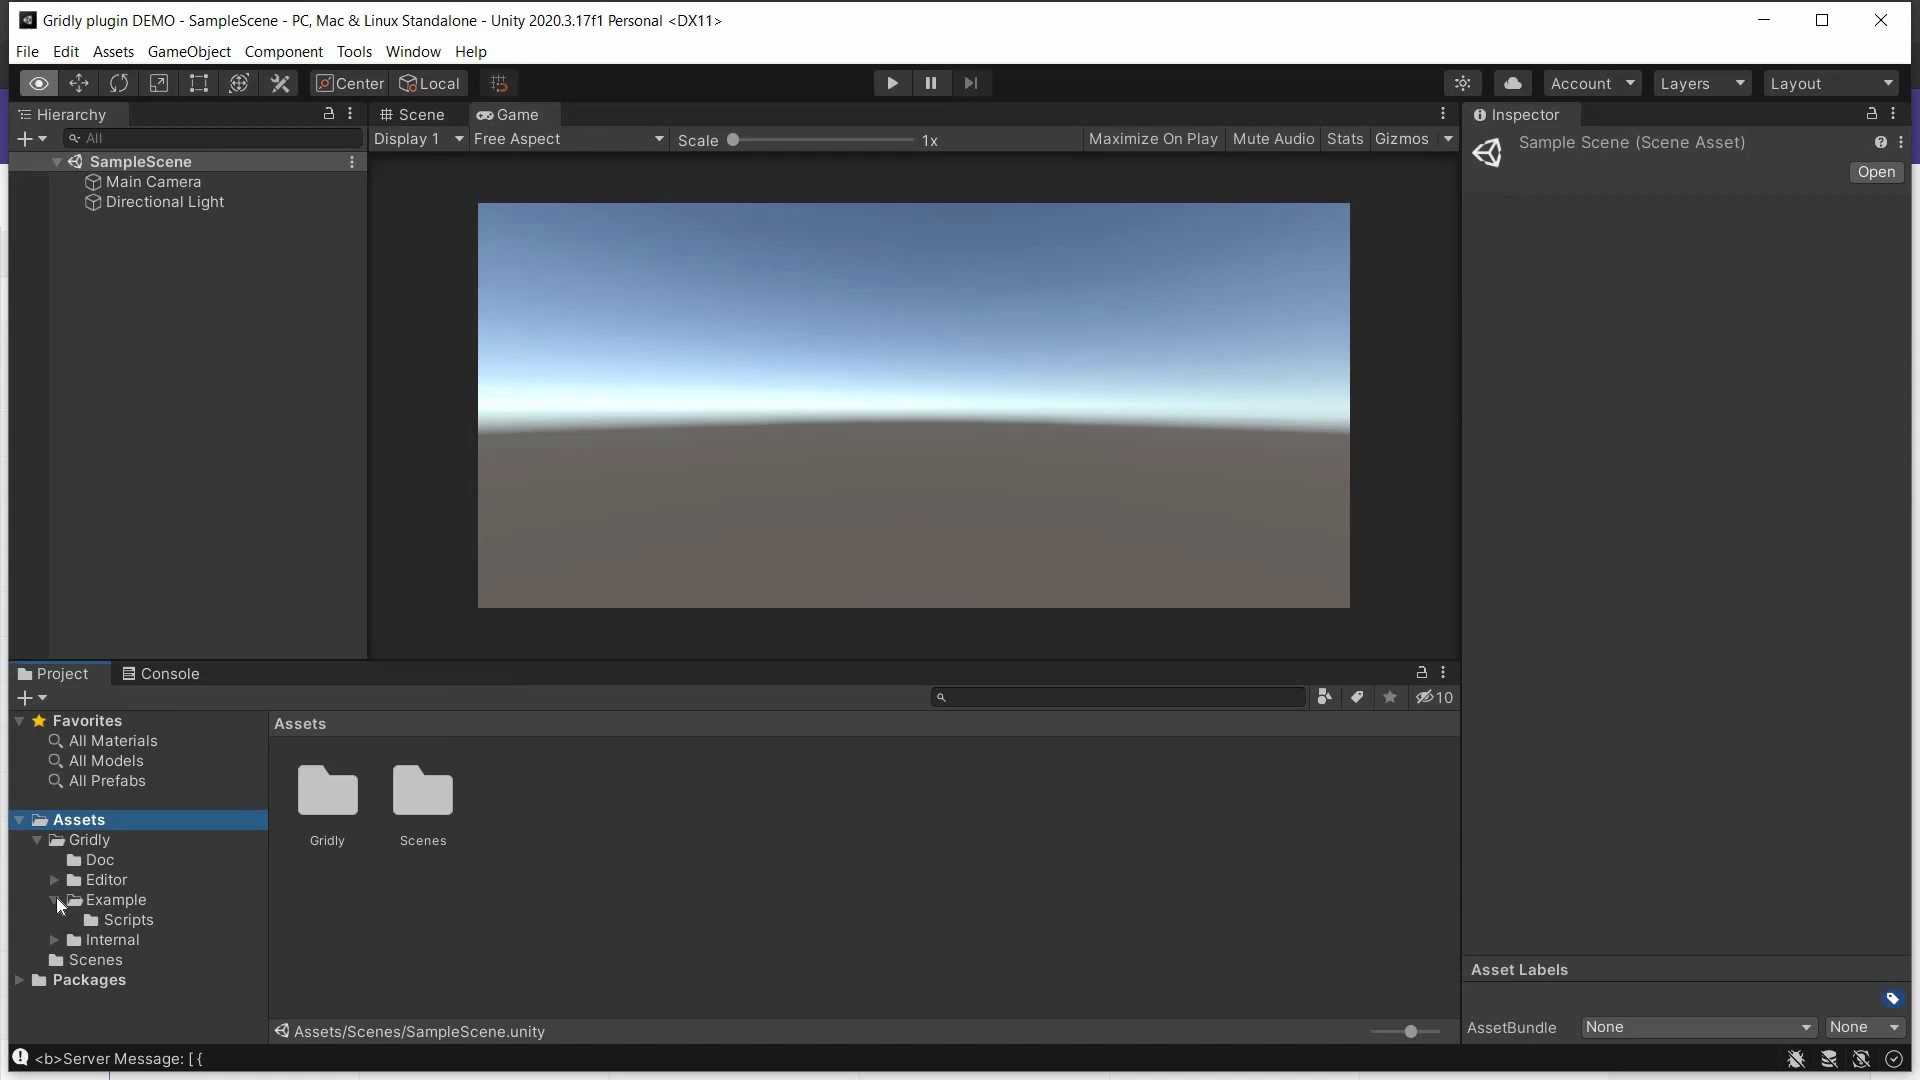 Gridly plugin DEMO - SampleScene - PC, Mac & Linux Standalone - Unity 2020.3.17f1 Personal <DX11>
File Edit Assets GameObject Component Tools Window Help
Center Local Account Layers Layout
Hierarchy
All
SampleScene
Main Camera
Directional Light
Scene Game
Display 1 Free Aspect Scale 1x Maximize On Play Mute Audio Stats Gizmos
Inspector
Sample Scene (Scene Asset)
Open
Project Console
10
Favorites
All Materials
All Models
All Prefabs
Assets
Gridly
Doc
Editor
Example
Scripts
Internal
Scenes
Packages
Assets
Gridly Scenes
Assets/Scenes/SampleScene.unity
Asset Labels
AssetBundle None None
<b>Server Message: [ {